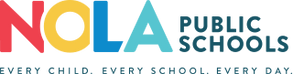 NOLA PUBLIC
SCHOOLS
EVERY CHILD. EVERY SCHOOL. EVERY DAY.